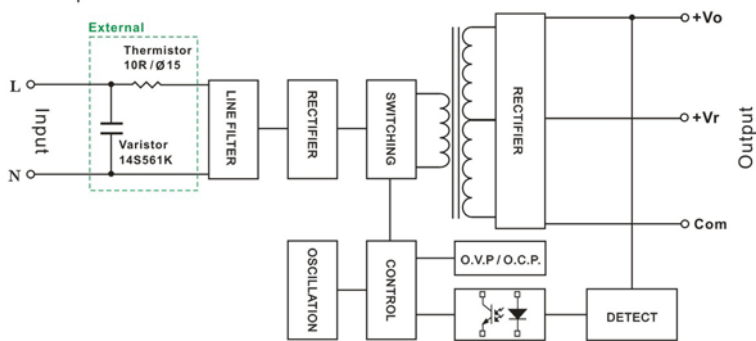 External
Thermistor
10R/Ø15
L
Input
N
Varistor
14S561K
LINE FILTER
RECTIFIER
SWITCHING
RECTIFIER
+Vo
+Vr
Output
Com
OSCILLATION
CONTROL
O.V.P / O.C.P.
DETECT